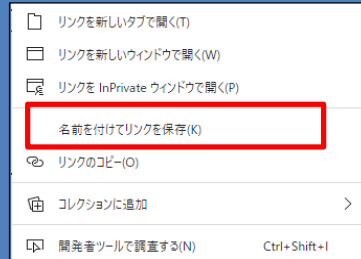 リンクを新しいタブで開く(T)
リンクを新しいウィンドウで開く(W)
リンクを InPrivate ウィンドウで開く(P)
名前を付けてリンクを保存(K)
リンクのコピー(O)
コレクションに追加
開発者ツールで調査する(N) Ctrl+Shift+I